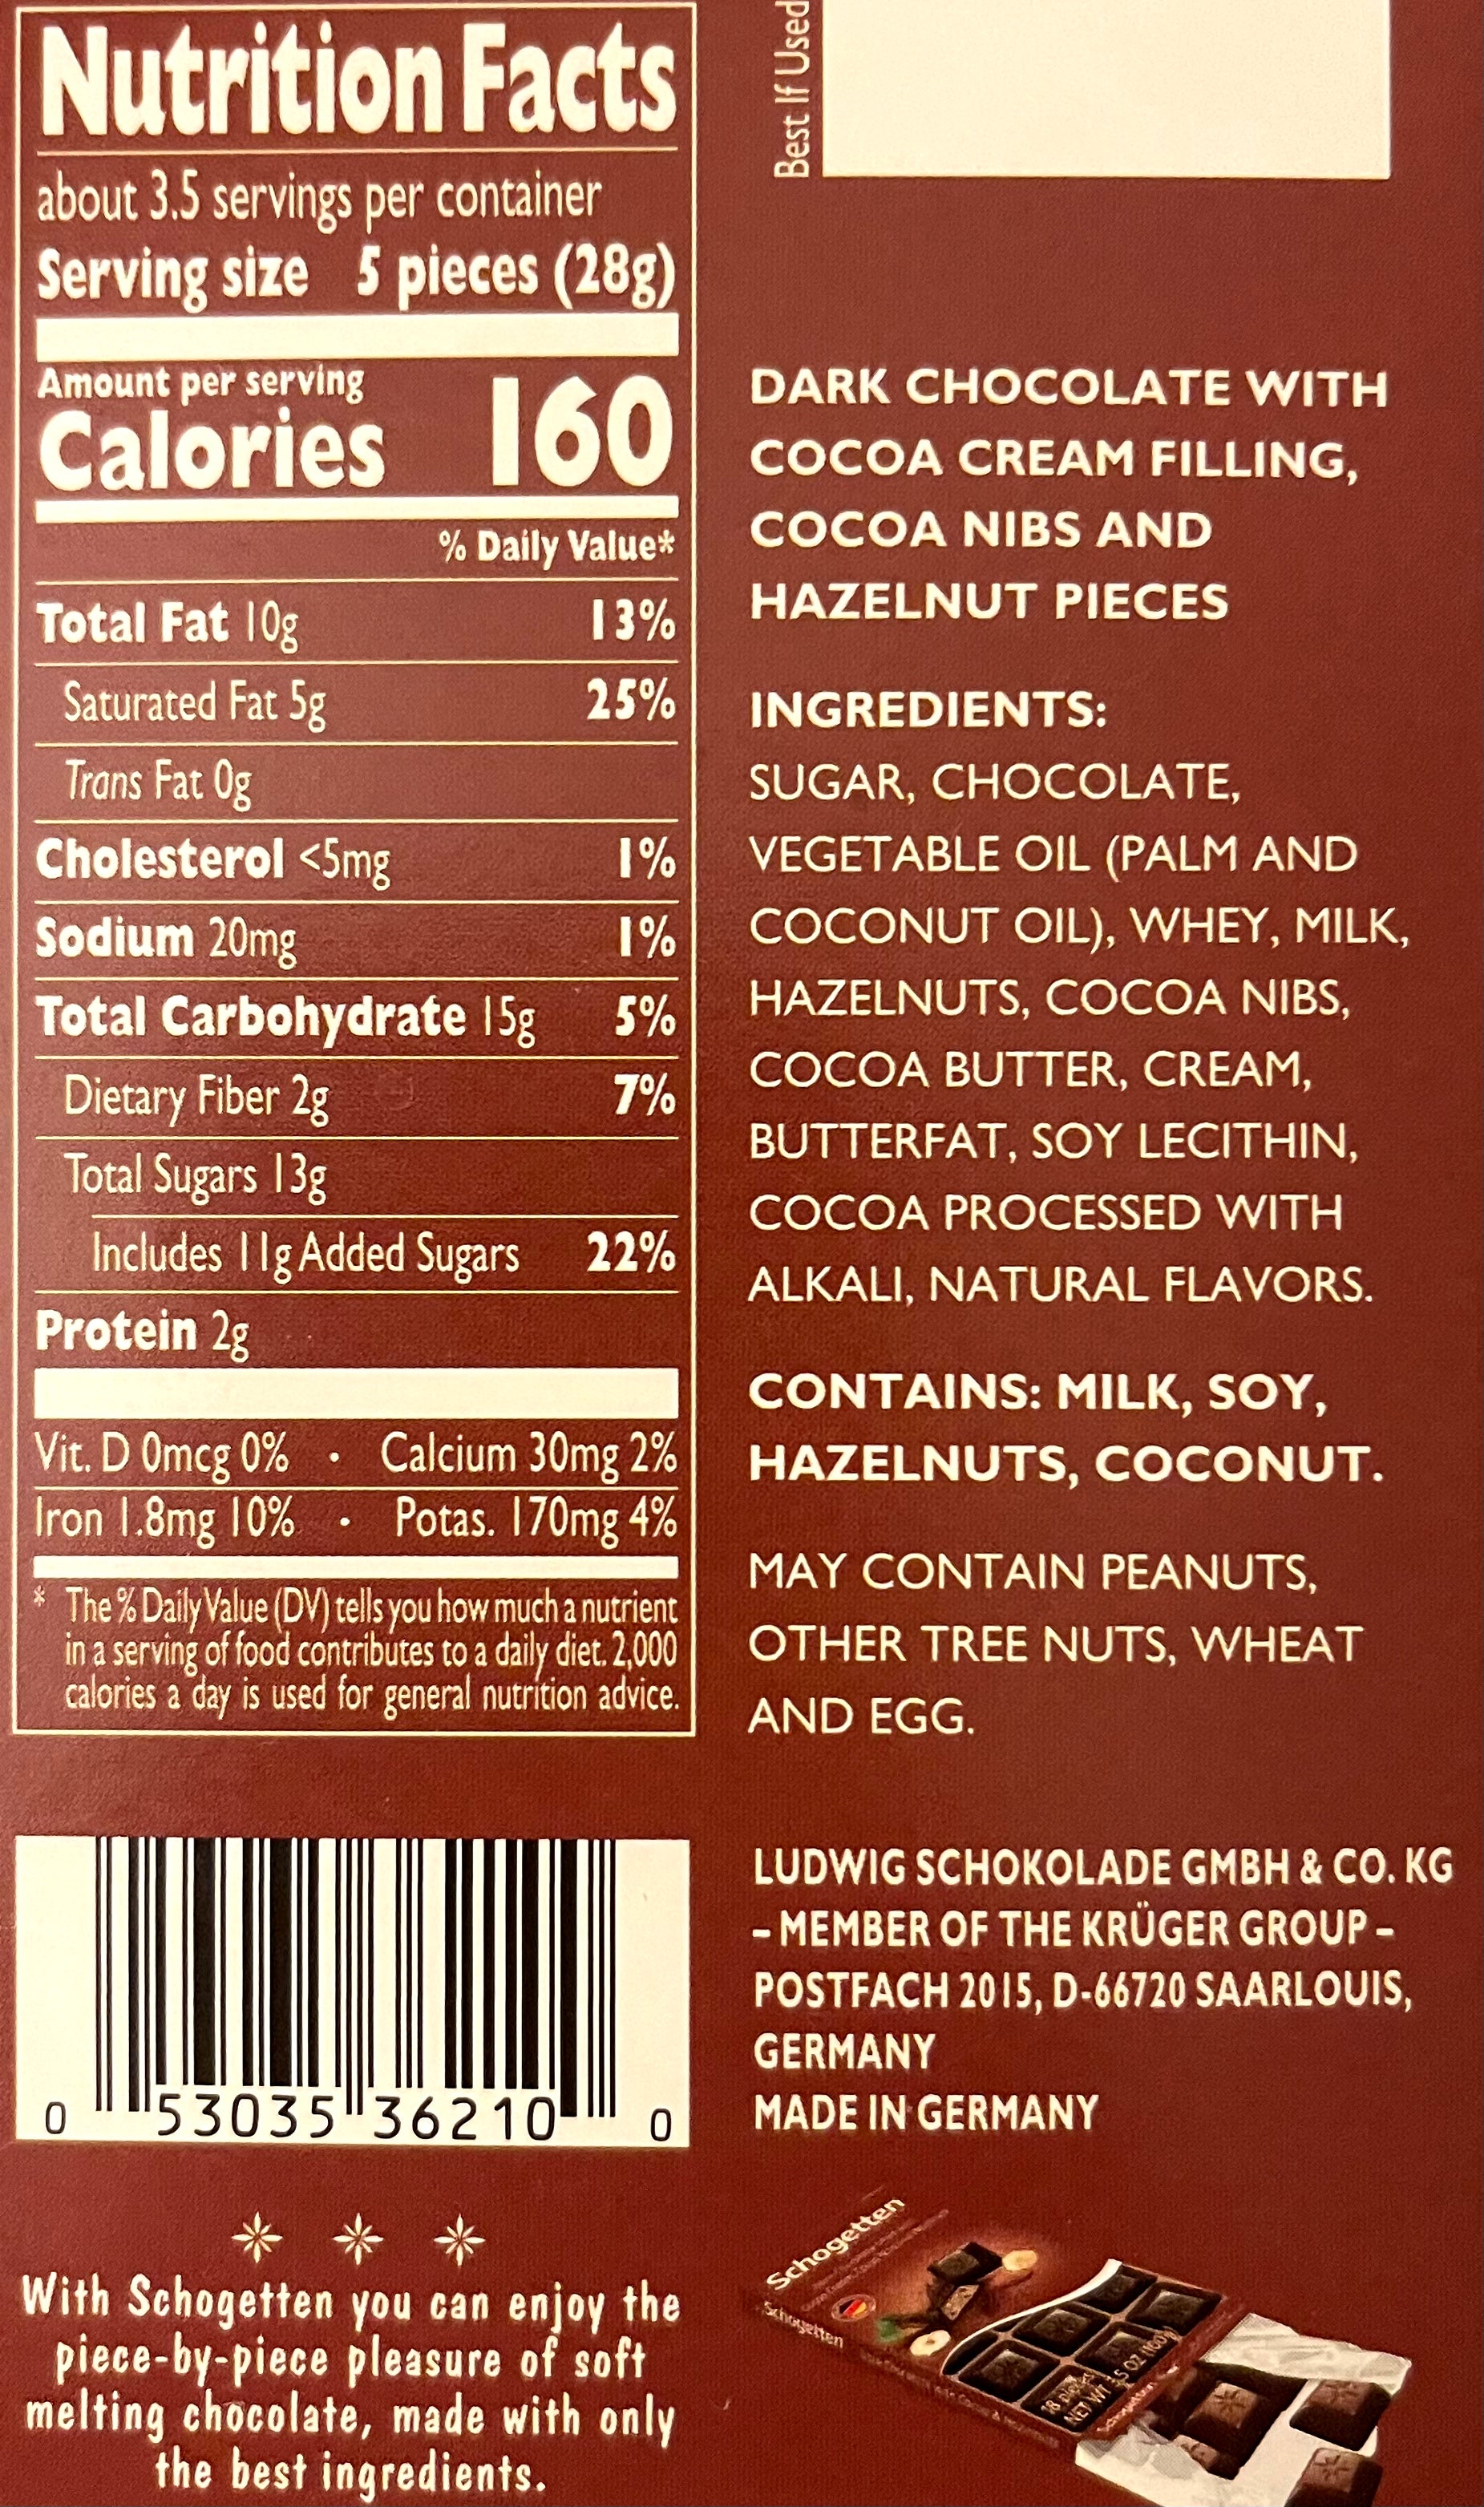 Nutrition Facts
about 3.5 servings per container
Serving size 5 pieces (28g)
Amount per serving
Calories 160
% Daily Value*
Total Fat 10g 13%
Saturated Fat 5g 25%
Trans Fat 0g
Cholesterol <5mg 1%
Sodium 20mg 1%
Total Carbohydrate 15g 5%
Dietary Fiber 2g 7%
Total Sugars 13g
Includes 11g Added Sugars 22%
Protein 2g
Vit. D 0mcg 0% • Calcium 30mg 2%
Iron 1.8mg 10% • Potas. 170mg 4%
* The % Daily Value (DV) tells you how much a nutrient
in a serving of food contributes to a daily diet. 2,000
calories a day is used for general nutrition advice.
0 53035 36210 0
With Schogetten you can enjoy the
piece-by-piece pleasure of soft
melting chocolate, made with only
the best ingredients.
Best If Used
DARK CHOCOLATE WITH
COCOA CREAM FILLING,
COCOA NIBS AND
HAZELNUT PIECES
INGREDIENTS:
SUGAR, CHOCOLATE,
VEGETABLE OIL (PALM AND
COCONUT OIL), WHEY, MILK,
HAZELNUTS, COCOA NIBS,
COCOA BUTTER, CREAM,
BUTTERFAT, SOY LECITHIN,
COCOA PROCESSED WITH
ALKALI, NATURAL FLAVORS.
CONTAINS: MILK, SOY,
HAZELNUTS, COCONUT.
MAY CONTAIN PEANUTS,
OTHER TREE NUTS, WHEAT
AND EGG.
LUDWIG SCHOKOLADE GMBH & CO. KG
– MEMBER OF THE KRÜGER GROUP –
POSTFACH 2015, D-66720 SAARLOUIS,
GERMANY
MADE IN GERMANY
Schogetten
Schogetten
18 pieces
NET WT 3.5 OZ (100g)
Schogetten